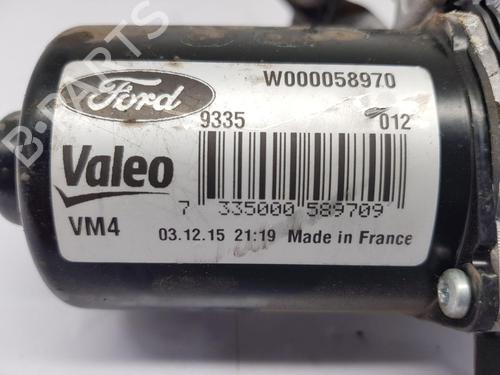 Ford
W000058970
9335 012
Valeo
7 335000 589709
VM4
03.12.15 21:19 Made in France
B-PARTS